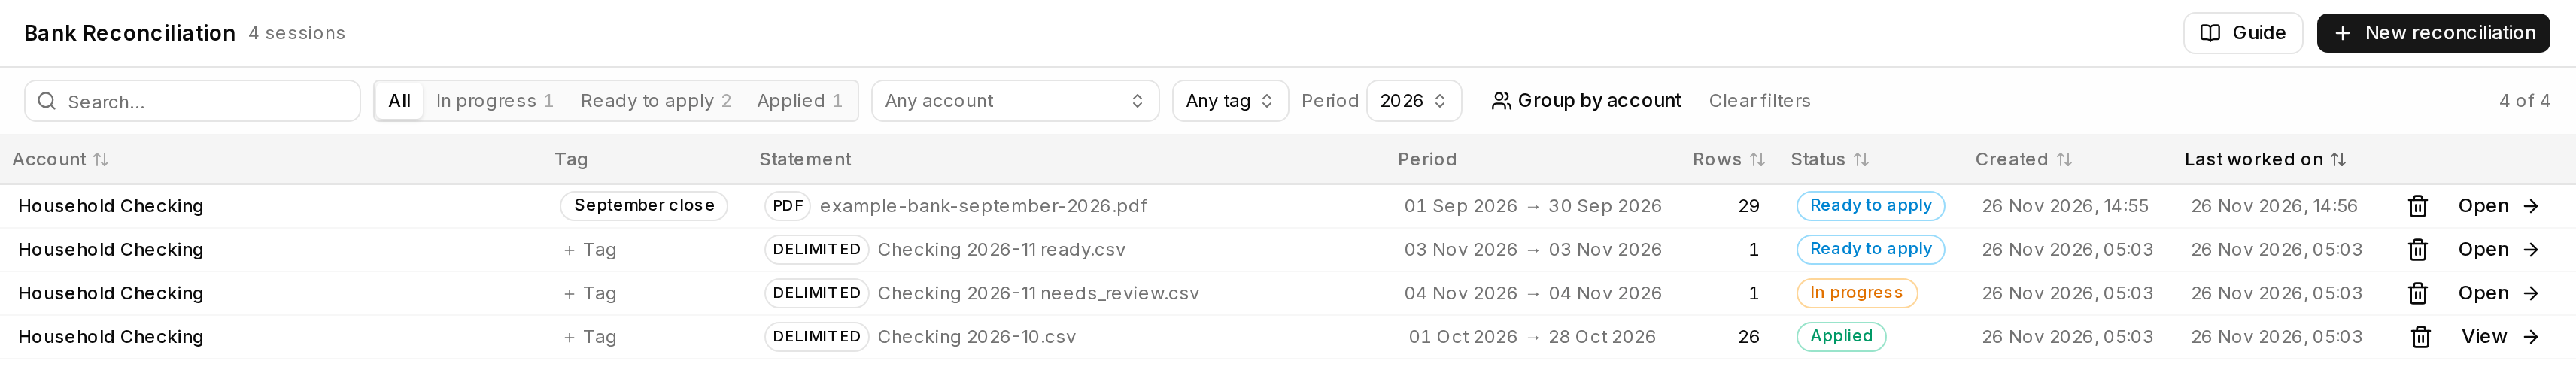 Bank Reconciliation 4 sessions Guide New reconciliation
Search... All In progress 1 Ready to apply 2 Applied 1 Any account Any tag Period 2026 Group by account Clear filters 4 of 4
Account Tag Statement Period Rows Status Created Last worked on
Household Checking September close PDF example-bank-september-2026.pdf 01 Sep 2026 → 30 Sep 2026 29 Ready to apply 26 Nov 2026, 14:55 26 Nov 2026, 14:56 Open →
Household Checking + Tag DELIMITED Checking 2026-11 ready.csv 03 Nov 2026 → 03 Nov 2026 1 Ready to apply 26 Nov 2026, 05:03 26 Nov 2026, 05:03 Open →
Household Checking + Tag DELIMITED Checking 2026-11 needs_review.csv 04 Nov 2026 → 04 Nov 2026 1 In progress 26 Nov 2026, 05:03 26 Nov 2026, 05:03 Open →
Household Checking + Tag DELIMITED Checking 2026-10.csv 01 Oct 2026 → 28 Oct 2026 26 Applied 26 Nov 2026, 05:03 26 Nov 2026, 05:03 View →